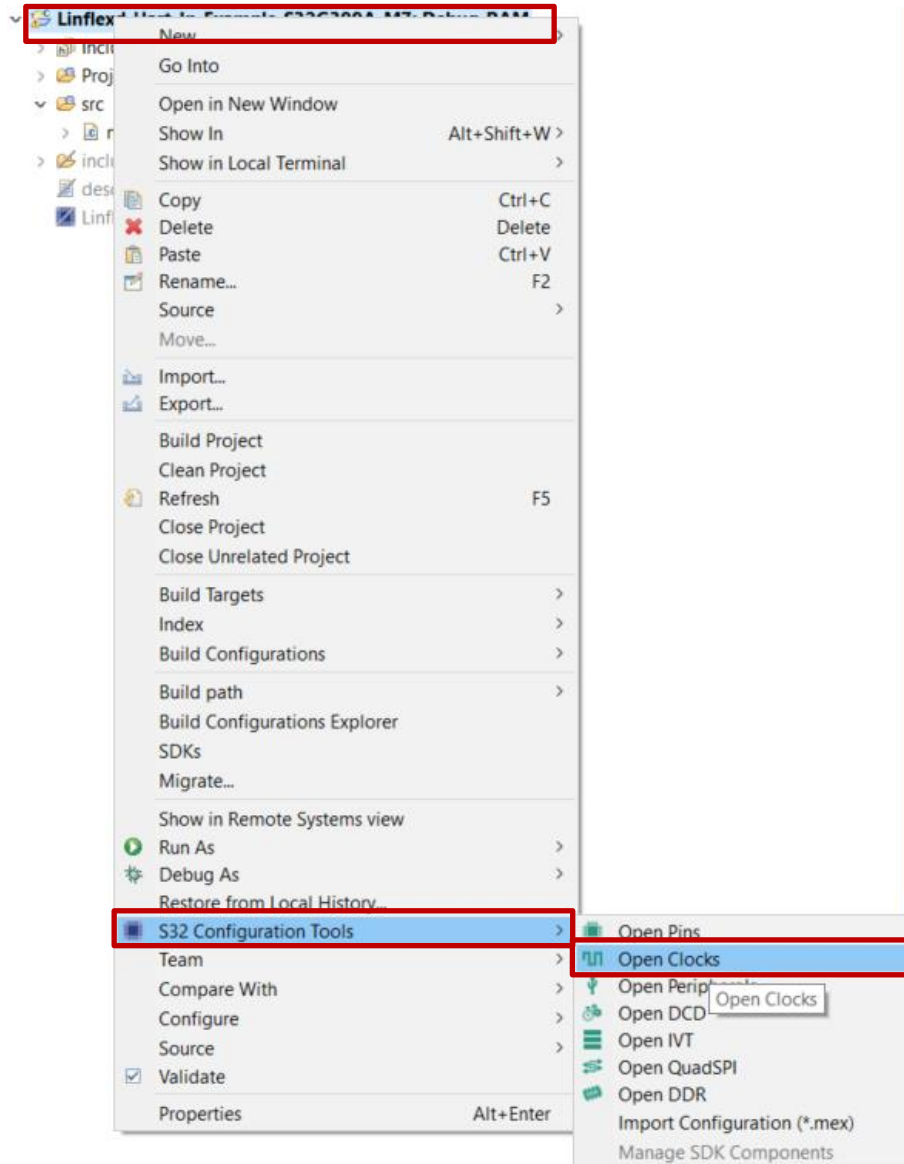 Linflexd
New
Go Into
Proj
Open in New Window
src
Show In Alt+Shift+W >
Show in Local Terminal >
Copy Ctrl+C
Delete Delete
Paste Ctrl+V
Rename... F2
Source >
Move...
Import...
Export...
Build Project
Clean Project
Refresh F5
Close Project
Close Unrelated Project
Build Targets >
Index >
Build Configurations >
Build path >
Build Configurations Explorer
SDKs
Migrate...
Show in Remote Systems view
Run As >
Debug As >
Restore from Local History...
S32 Configuration Tools >
Team >
Compare With >
Configure >
Source >
Validate
Properties Alt+Enter
Open Pins
Open Clocks
Open Clocks
Open DCD
Open IVT
Open QuadSPI
Open DDR
Import Configuration (*.mex)
Manage SDK Components